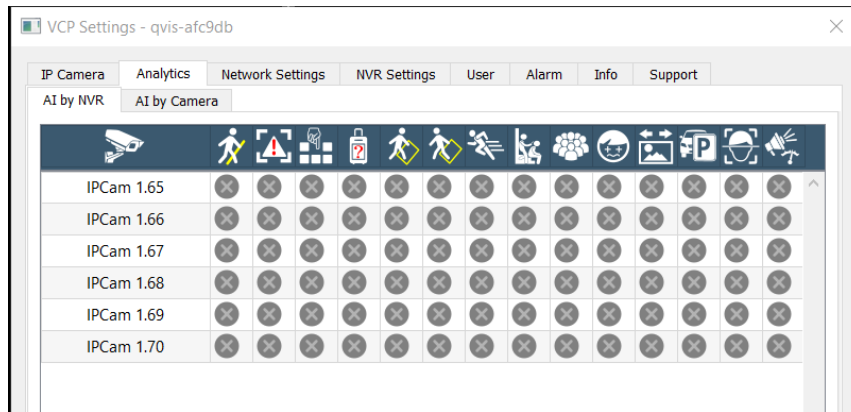 VCP Settings - qvis-afc9db
IP Camera Analytics Network Settings NVR Settings User Alarm Info Support
AI by NVR AI by Camera
IPCam 1.65
IPCam 1.66
IPCam 1.67
IPCam 1.68
IPCam 1.69
IPCam 1.70